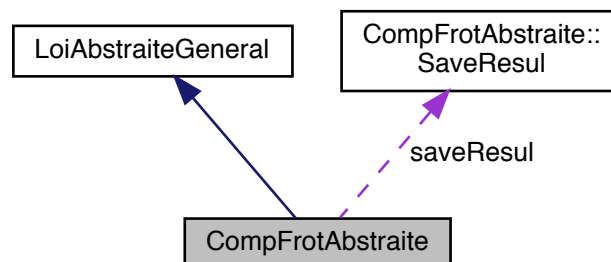 LoiAbstraiteGeneral
CompFrotAbstraite::
SaveResul
saveResul
CompFrotAbstraite